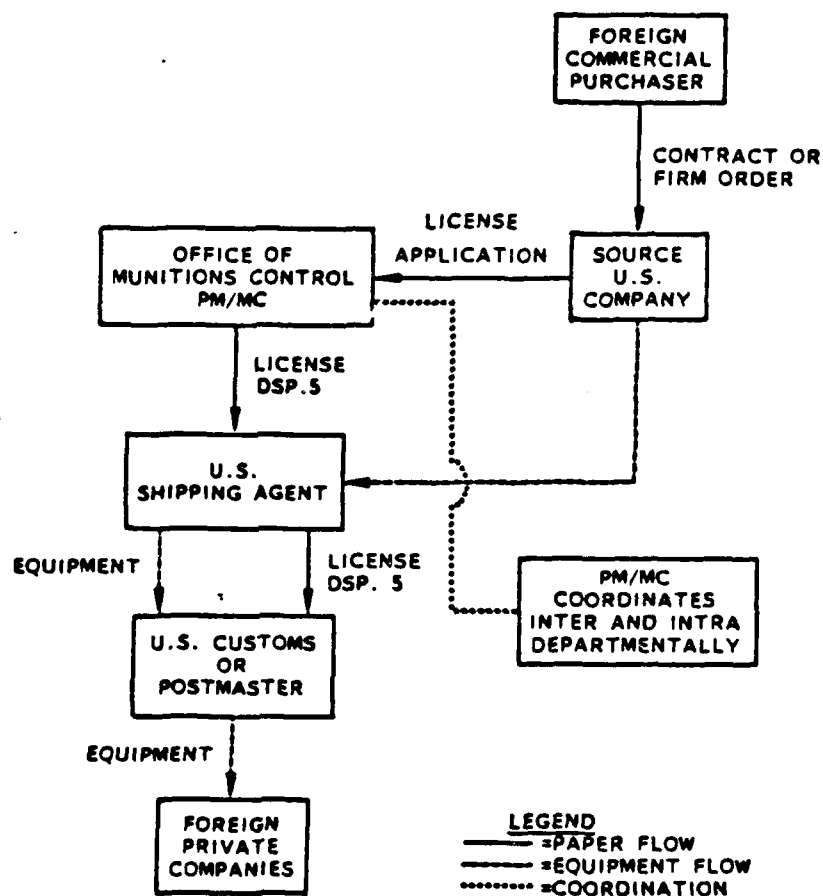 FOREIGN
COMMERCIAL
PURCHASER
CONTRACT OR
FIRM ORDER
LICENSE
APPLICATION
OFFICE OF
MUNITIONS CONTROL
PM/MC
SOURCE
U.S.
COMPANY
LICENSE
DSP.5
U.S.
SHIPPING AGENT
EQUIPMENT
LICENSE
DSP. 5
PM/MC
COORDINATES
INTER AND INTRA
DEPARTMENTALLY
U.S. CUSTOMS
OR
POSTMASTER
EQUIPMENT
FOREIGN
PRIVATE
COMPANIES
LEGEND
=PAPER FLOW
=EQUIPMENT FLOW
=COORDINATION